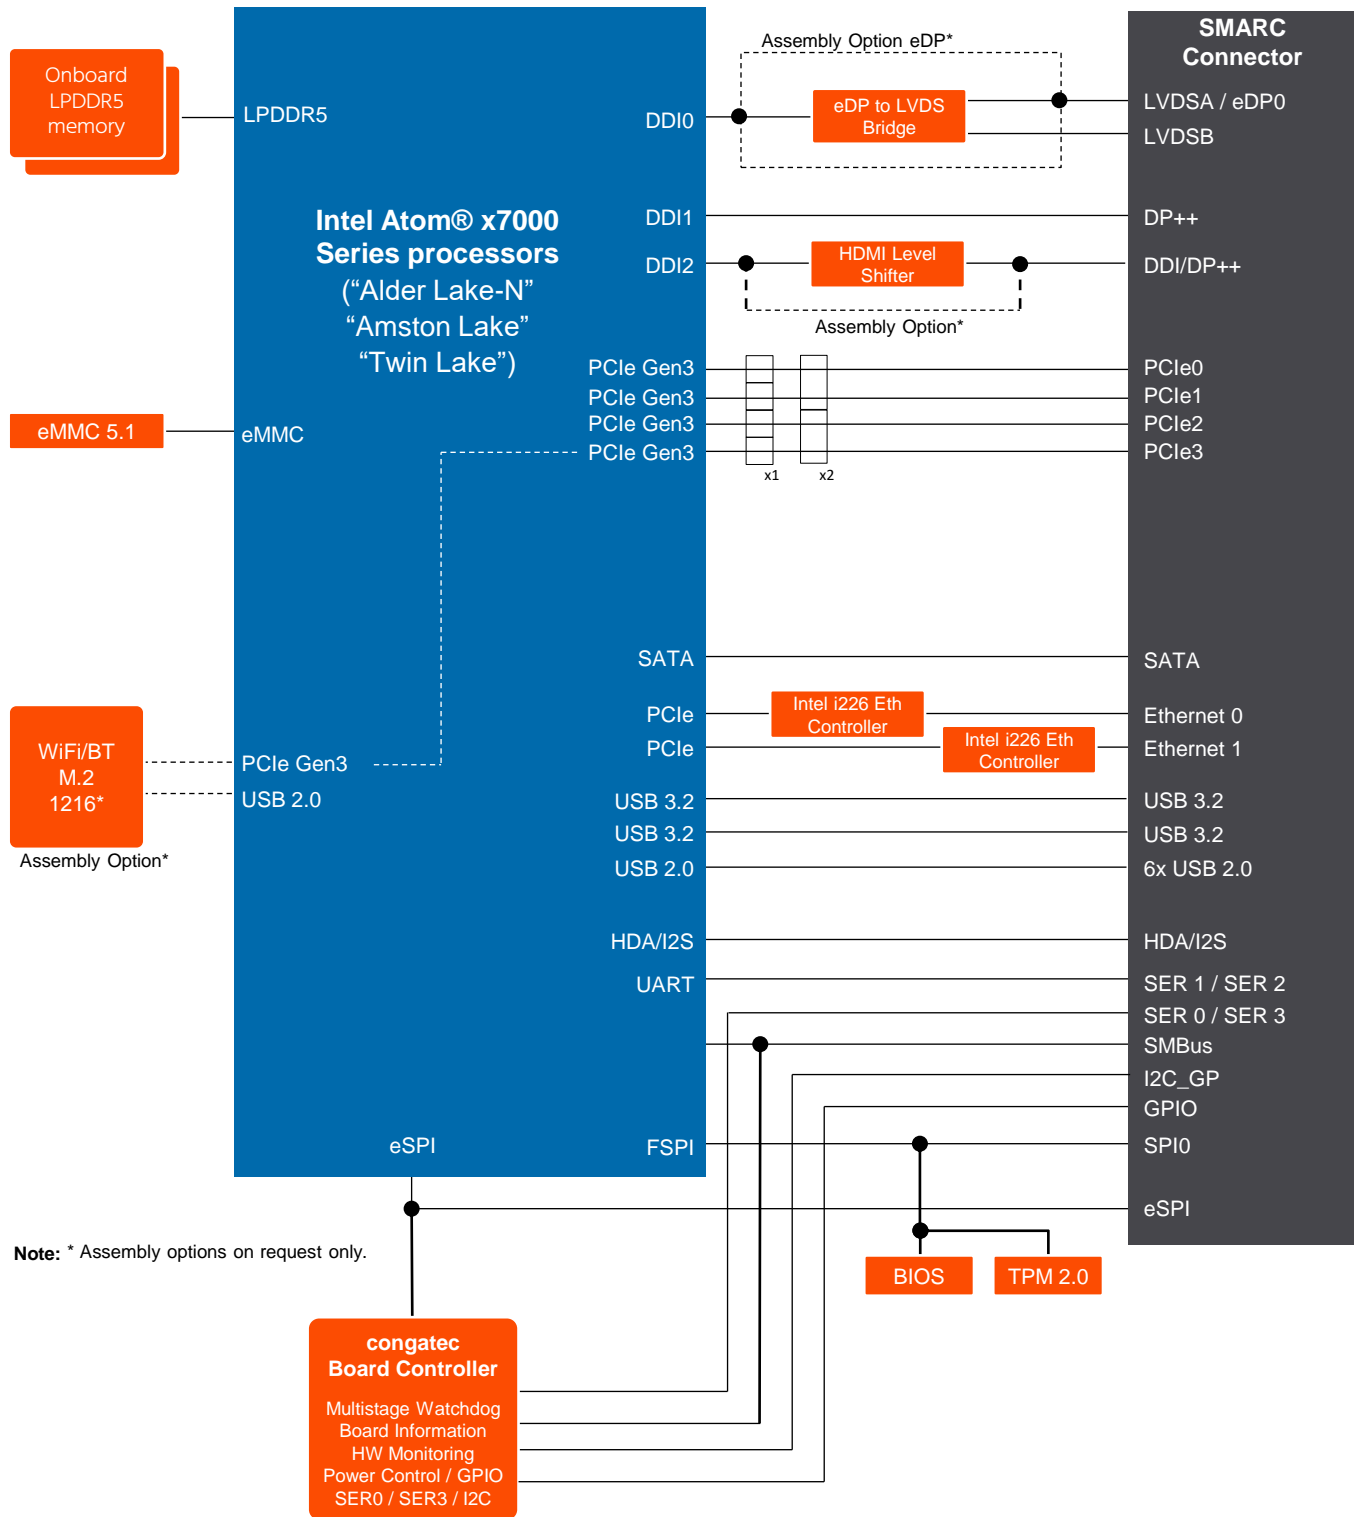 Onboard
LPDDR5
memory
LPDDR5
Intel Atom® x7000
Series processors
(“Alder Lake-N”
“Amston Lake”
“Twin Lake”)
eMMC 5.1
eMMC
WiFi/BT
M.2
1216*
Assembly Option*
PCIe Gen3
USB 2.0
eSPI
DDI0
DDI1
DDI2
PCIe Gen3
PCIe Gen3
PCIe Gen3
PCIe Gen3
SATA
PCIe
PCIe
USB 3.2
USB 3.2
USB 2.0
HDA/I2S
UART
FSPI
Assembly Option eDP*
eDP to LVDS
Bridge
HDMI Level
Shifter
Assembly Option*
x1
x2
Intel i226 Eth
Controller
Intel i226 Eth
Controller
SMARC
Connector
LVDSA / eDP0
LVDSB
DP++
DDI/DP++
PCIe0
PCIe1
PCIe2
PCIe3
SATA
Ethernet 0
Ethernet 1
USB 3.2
USB 3.2
6x USB 2.0
HDA/I2S
SER 1 / SER 2
SER 0 / SER 3
SMBus
I2C_GP
GPIO
SPI0
eSPI
Note: * Assembly options on request only.
BIOS
TPM 2.0
congatec
Board Controller
Multistage Watchdog
Board Information
HW Monitoring
Power Control / GPIO
SER0 / SER3 / I2C